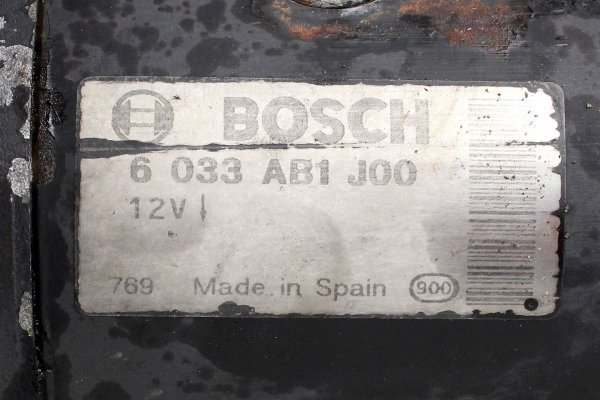 BOSCH
6 033 AB1 J00
12V
769 Made in Spain 900